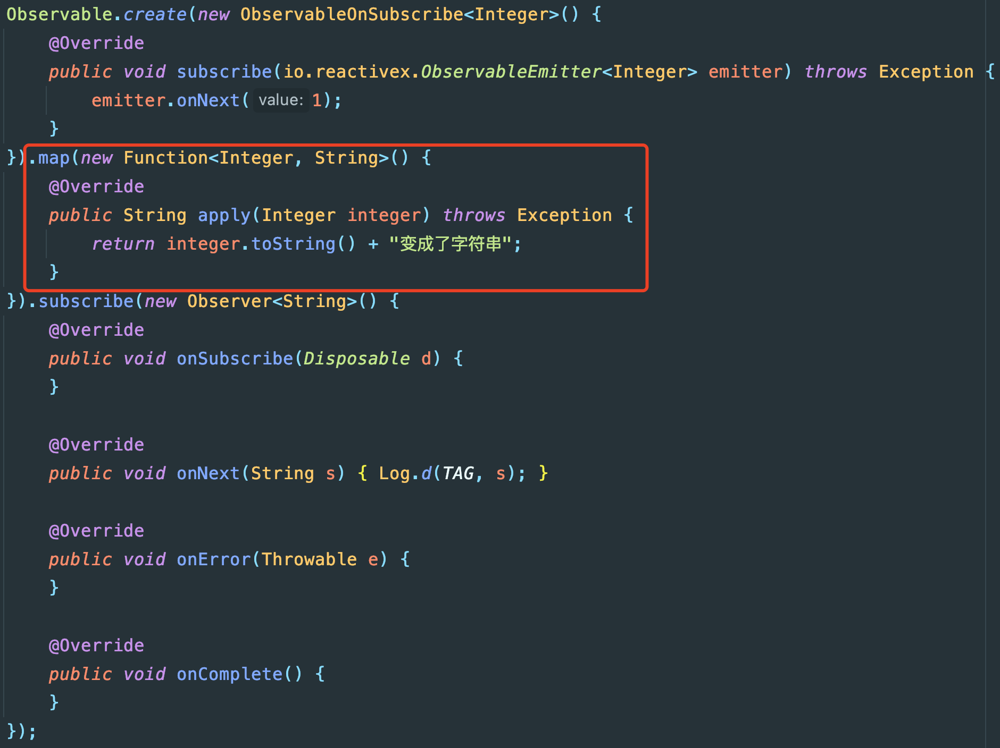 Observable.create(new ObservableOnSubscribe<Integer>() {
@Override
public void subscribe(io.reactivex.ObservableEmitter<Integer> emitter) throws Exception {
emitter.onNext( value: 1);
}
}).map(new Function<Integer, String>() {
@Override
public String apply(Integer integer) throws Exception {
return integer.toString() + "变成了字符串";
}
}).subscribe(new Observer<String>() {
@Override
public void onSubscribe(Disposable d) {
}
@Override
public void onNext(String s) { Log.d(TAG, s); }
@Override
public void onError(Throwable e) {
}
@Override
public void onComplete() {
}
});